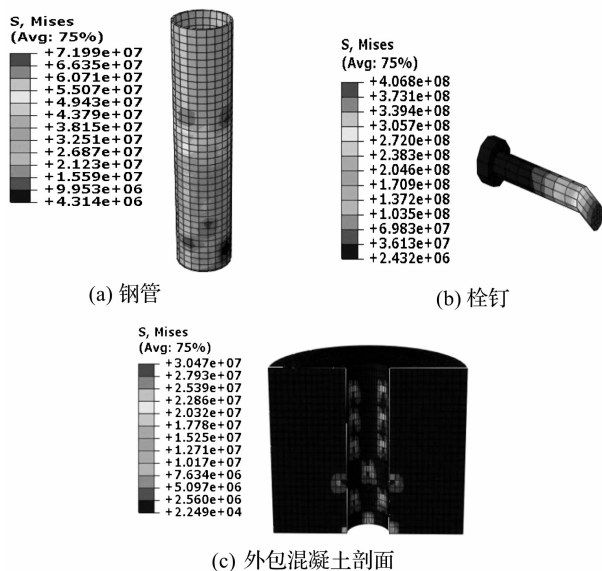 S, Mises
(Avg: 75%)
+7.199e+07
+6.635e+07
+6.071e+07
+5.507e+07
+4.943e+07
+4.379e+07
+3.815e+07
+3.251e+07
+2.687e+07
+2.123e+07
+1.559e+07
+9.953e+06
+4.314e+06
(a) 钢管
S, Mises
(Avg: 75%)
+4.068e+08
+3.731e+08
+3.394e+08
+3.057e+08
+2.720e+08
+2.383e+08
+2.046e+08
+1.709e+08
+1.372e+08
+1.035e+08
+6.983e+07
+3.613e+07
+2.432e+06
(b) 栓钉
S, Mises
(Avg: 75%)
+3.047e+07
+2.793e+07
+2.539e+07
+2.286e+07
+2.032e+07
+1.778e+07
+1.525e+07
+1.271e+07
+1.017e+07
+7.634e+06
+5.097e+06
+2.560e+06
+2.249e+04
(c) 外包混凝土剖面